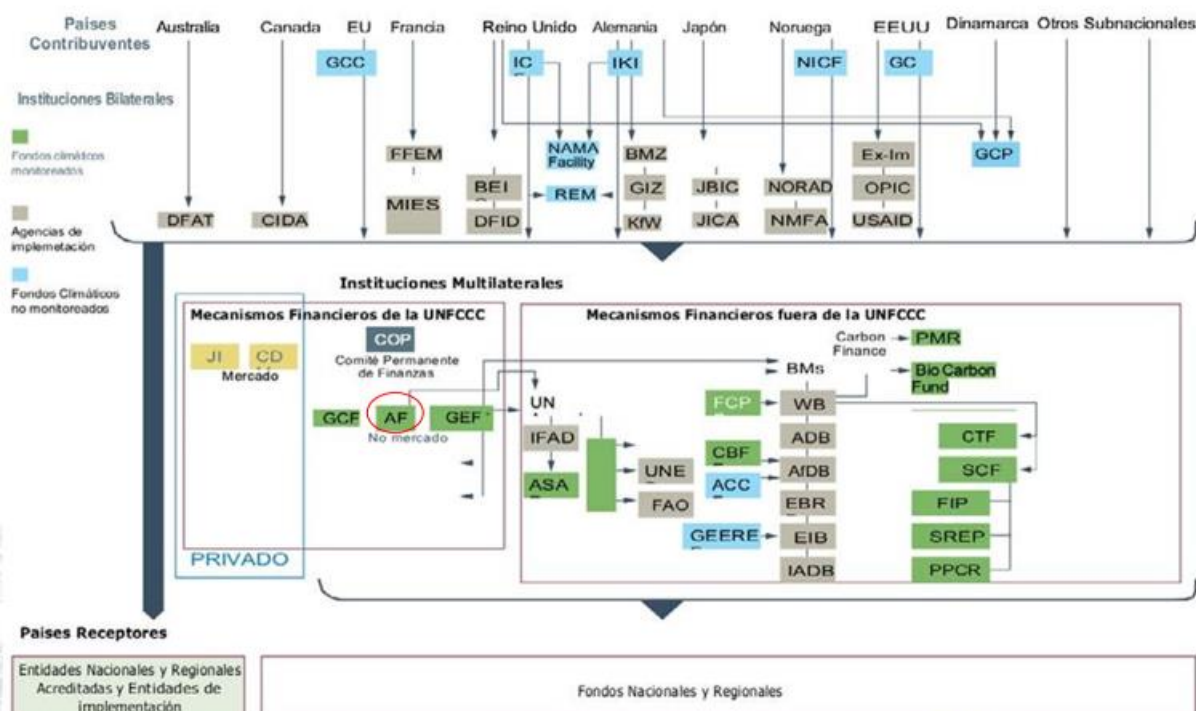 Paises
Contribuventes
Australia
Canada
EU
Francia
Reino Unido
Alemania
Japón
Noruega
EEUU
Dinamarca
Otros Subnacionales
GCC
IC
IKI
NICF
GC
Instituciones Bilaterales
Fondos climáticos
monitoreados
Agencias de
implemetación
Fondos Climáticos
no monitoreados
FFEM
NAMA
Facility
BMZ
Ex-Im
GCP
MIES
BEI
REM
GIZ
JBIC
NORAD
OPIC
DFAT
CIDA
DFID
KfW
JICA
NMFA
USAID
Instituciones Multilaterales
Mecanismos Financieros de la UNFCCC
JI
CD
Mercado
COP
Comité Permanente
de Finanzas
GCF
AF
GEF
No mercado
PRIVADO
Mecanismos Financieros fuera de la UNFCCC
Carbon
Finance
PMR
Bio Carbon
Fund
BMs
UN
FCP
WB
IFAD
ADB
CTF
ASA
UNE
CBF
AfDB
SCF
FAO
ACC
EBR
FIP
GEERE
EIB
SREP
IADB
PPCR
Paises Receptores
Entidades Nacionales y Regionales
Acreditadas y Entidades de
implementación
Fondos Nacionales y Regionales